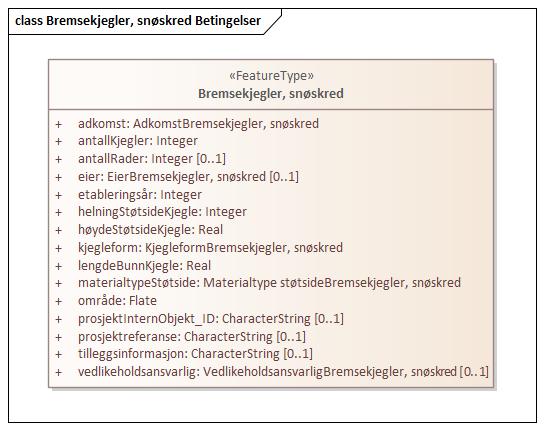 class Bremsekjegler, snøskred Betingelser
«FeatureType»
Bremsekjegler, snøskred
+ adkomst: AdkomstBremsekjegler, snøskred
+ antallKjegler: Integer
+ antallRader: Integer [0..1]
+ eier: EierBremsekjegler, snøskred [0..1]
+ etableringsår: Integer
+ helningStøtsideKjegle: Integer
+ høydeStøtsideKjegle: Real
+ kjegleform: KjegleformBremsekjegler, snøskred
+ lengdeBunnKjegle: Real
+ materialtypeStøtside: Materialtype støtsideBremsekjegler, snøskred
+ område: Flate
+ prosjektInternObjekt_ID: CharacterString [0..1]
+ prosjektreferanse: CharacterString [0..1]
+ tilleggsinformasjon: CharacterString [0..1]
+ vedlikeholdsansvarlig: VedlikeholdsansvarligBremsekjegler, snøskred [0..1]